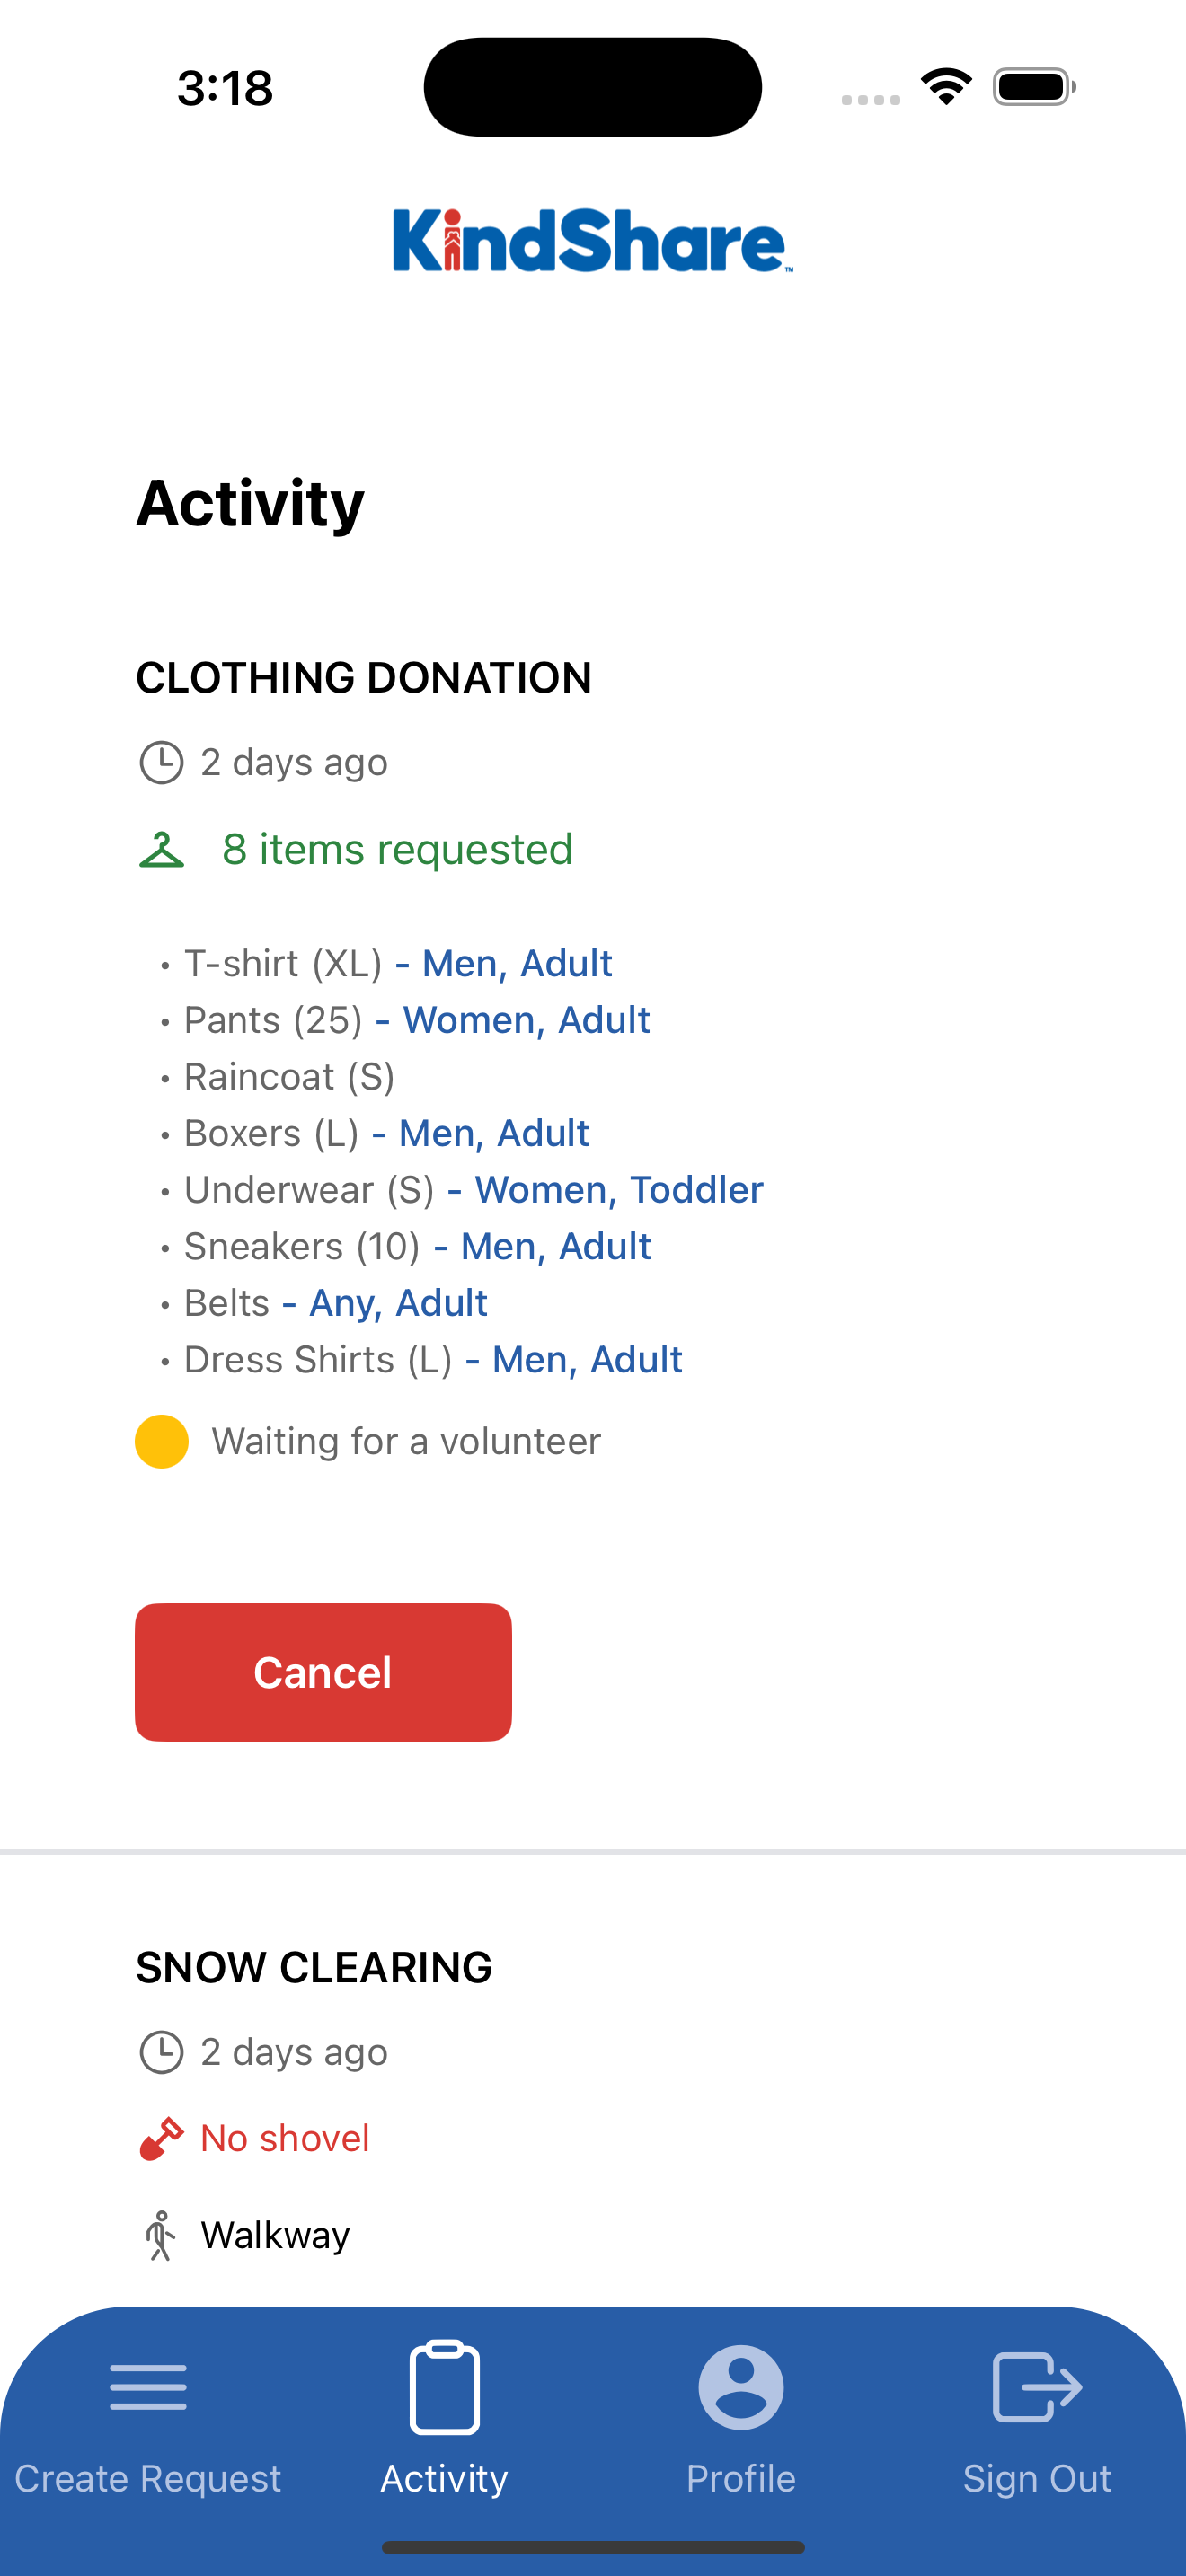 3:18
KindShare™
Activity
CLOTHING DONATION
2 days ago
8 items requested
• T-shirt (XL) - Men, Adult
• Pants (25) - Women, Adult
• Raincoat (S)
• Boxers (L) - Men, Adult
• Underwear (S) - Women, Toddler
• Sneakers (10) - Men, Adult
• Belts - Any, Adult
• Dress Shirts (L) - Men, Adult
Waiting for a volunteer
Cancel
SNOW CLEARING
2 days ago
No shovel
Walkway
Create Request Activity Profile Sign Out